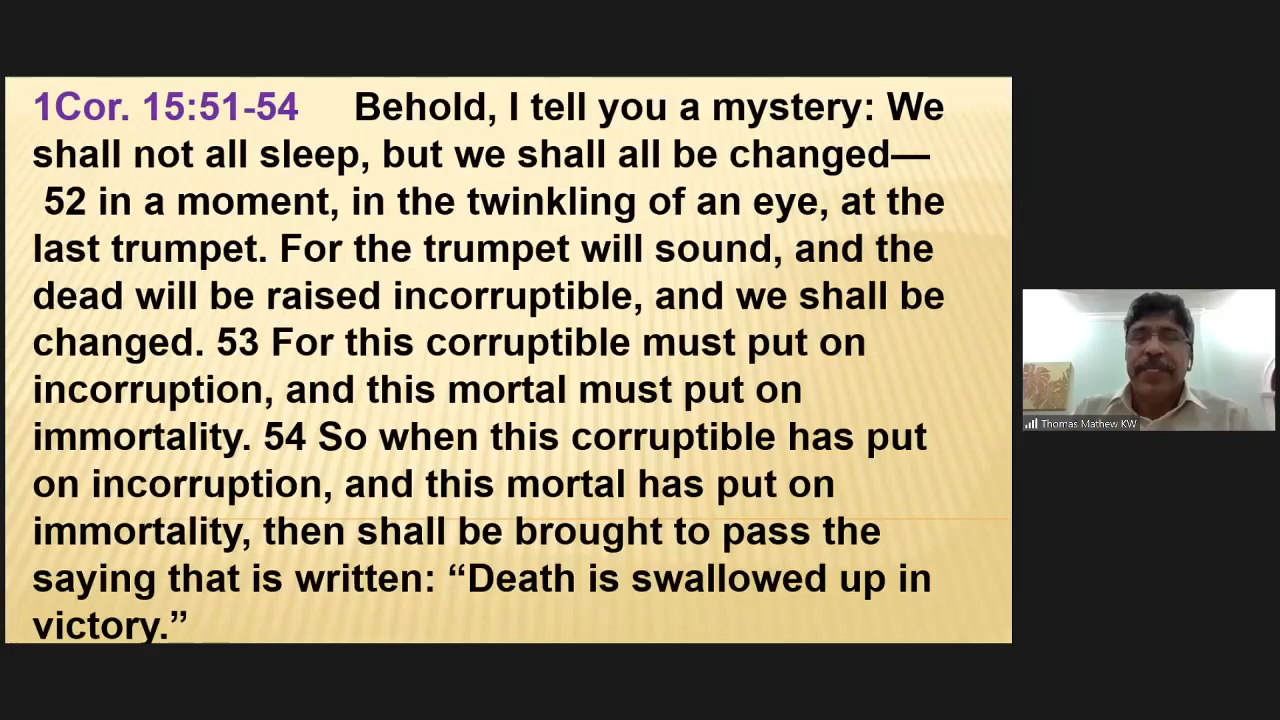 1Cor. 15:51-54 Behold, I tell you a mystery: We
shall not all sleep, but we shall all be changed—
52 in a moment, in the twinkling of an eye, at the
last trumpet. For the trumpet will sound, and the
dead will be raised incorruptible, and we shall be
changed. 53 For this corruptible must put on
incorruption, and this mortal must put on
immortality. 54 So when this corruptible has put
on incorruption, and this mortal has put on
immortality, then shall be brought to pass the
saying that is written: “Death is swallowed up in
victory.”
Thomas Mathew KW